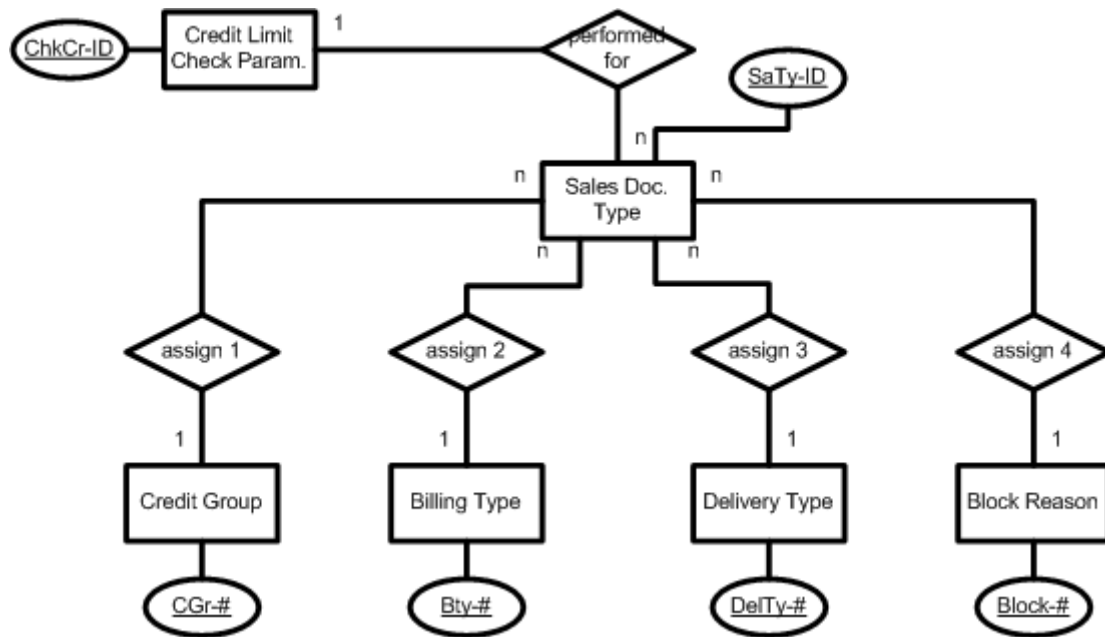 ChkCr-ID
Credit Limit
Check Param.
1
performed
for
SaTy-ID
n
n
Sales Doc.
Type
n
n
n
assign 1
assign 2
assign 3
assign 4
1
1
1
1
Credit Group
Billing Type
Delivery Type
Block Reason
CGr-#
Bty-#
DelTy-#
Block-#